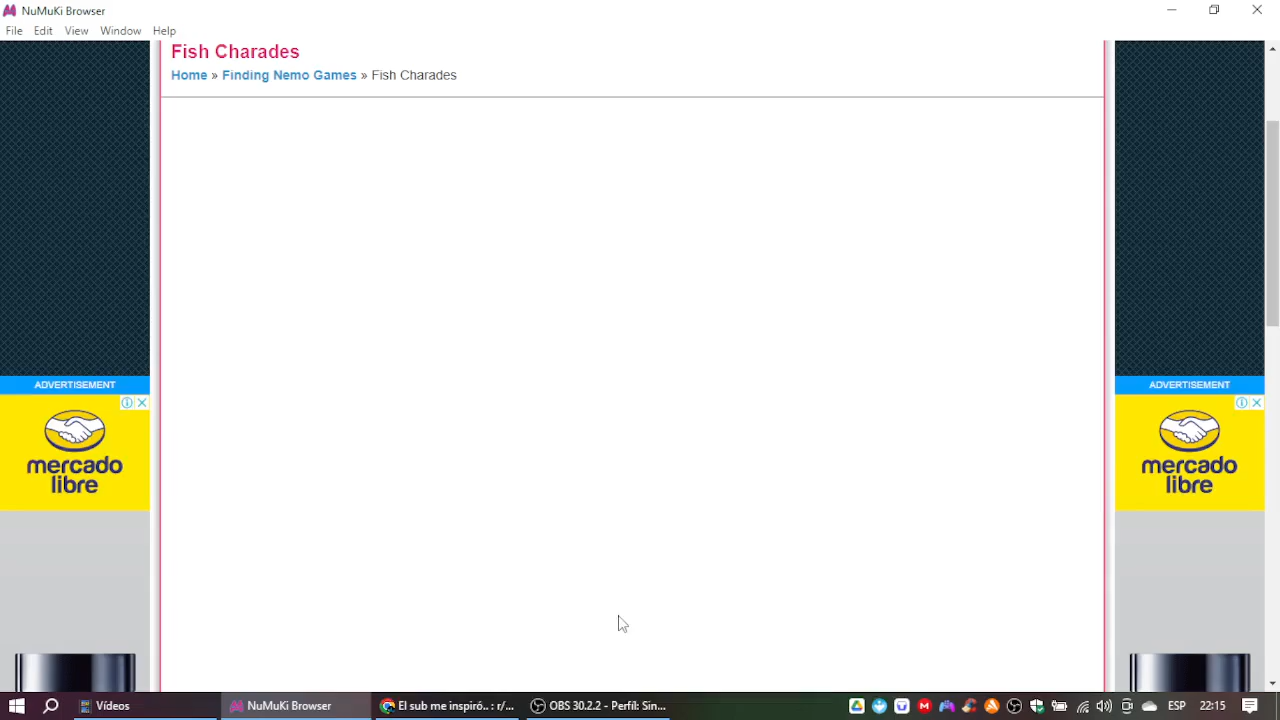 NuMuKi Browser
File Edit View Window Help
Fish Charades
Home » Finding Nemo Games » Fish Charades
ADVERTISEMENT
mercado
libre
ADVERTISEMENT
mercado
libre
Vídeos
NuMuKi Browser
El sub me inspiró.. : r/...
OBS 30.2.2 - Perfil: Sin...
ESP
22:15